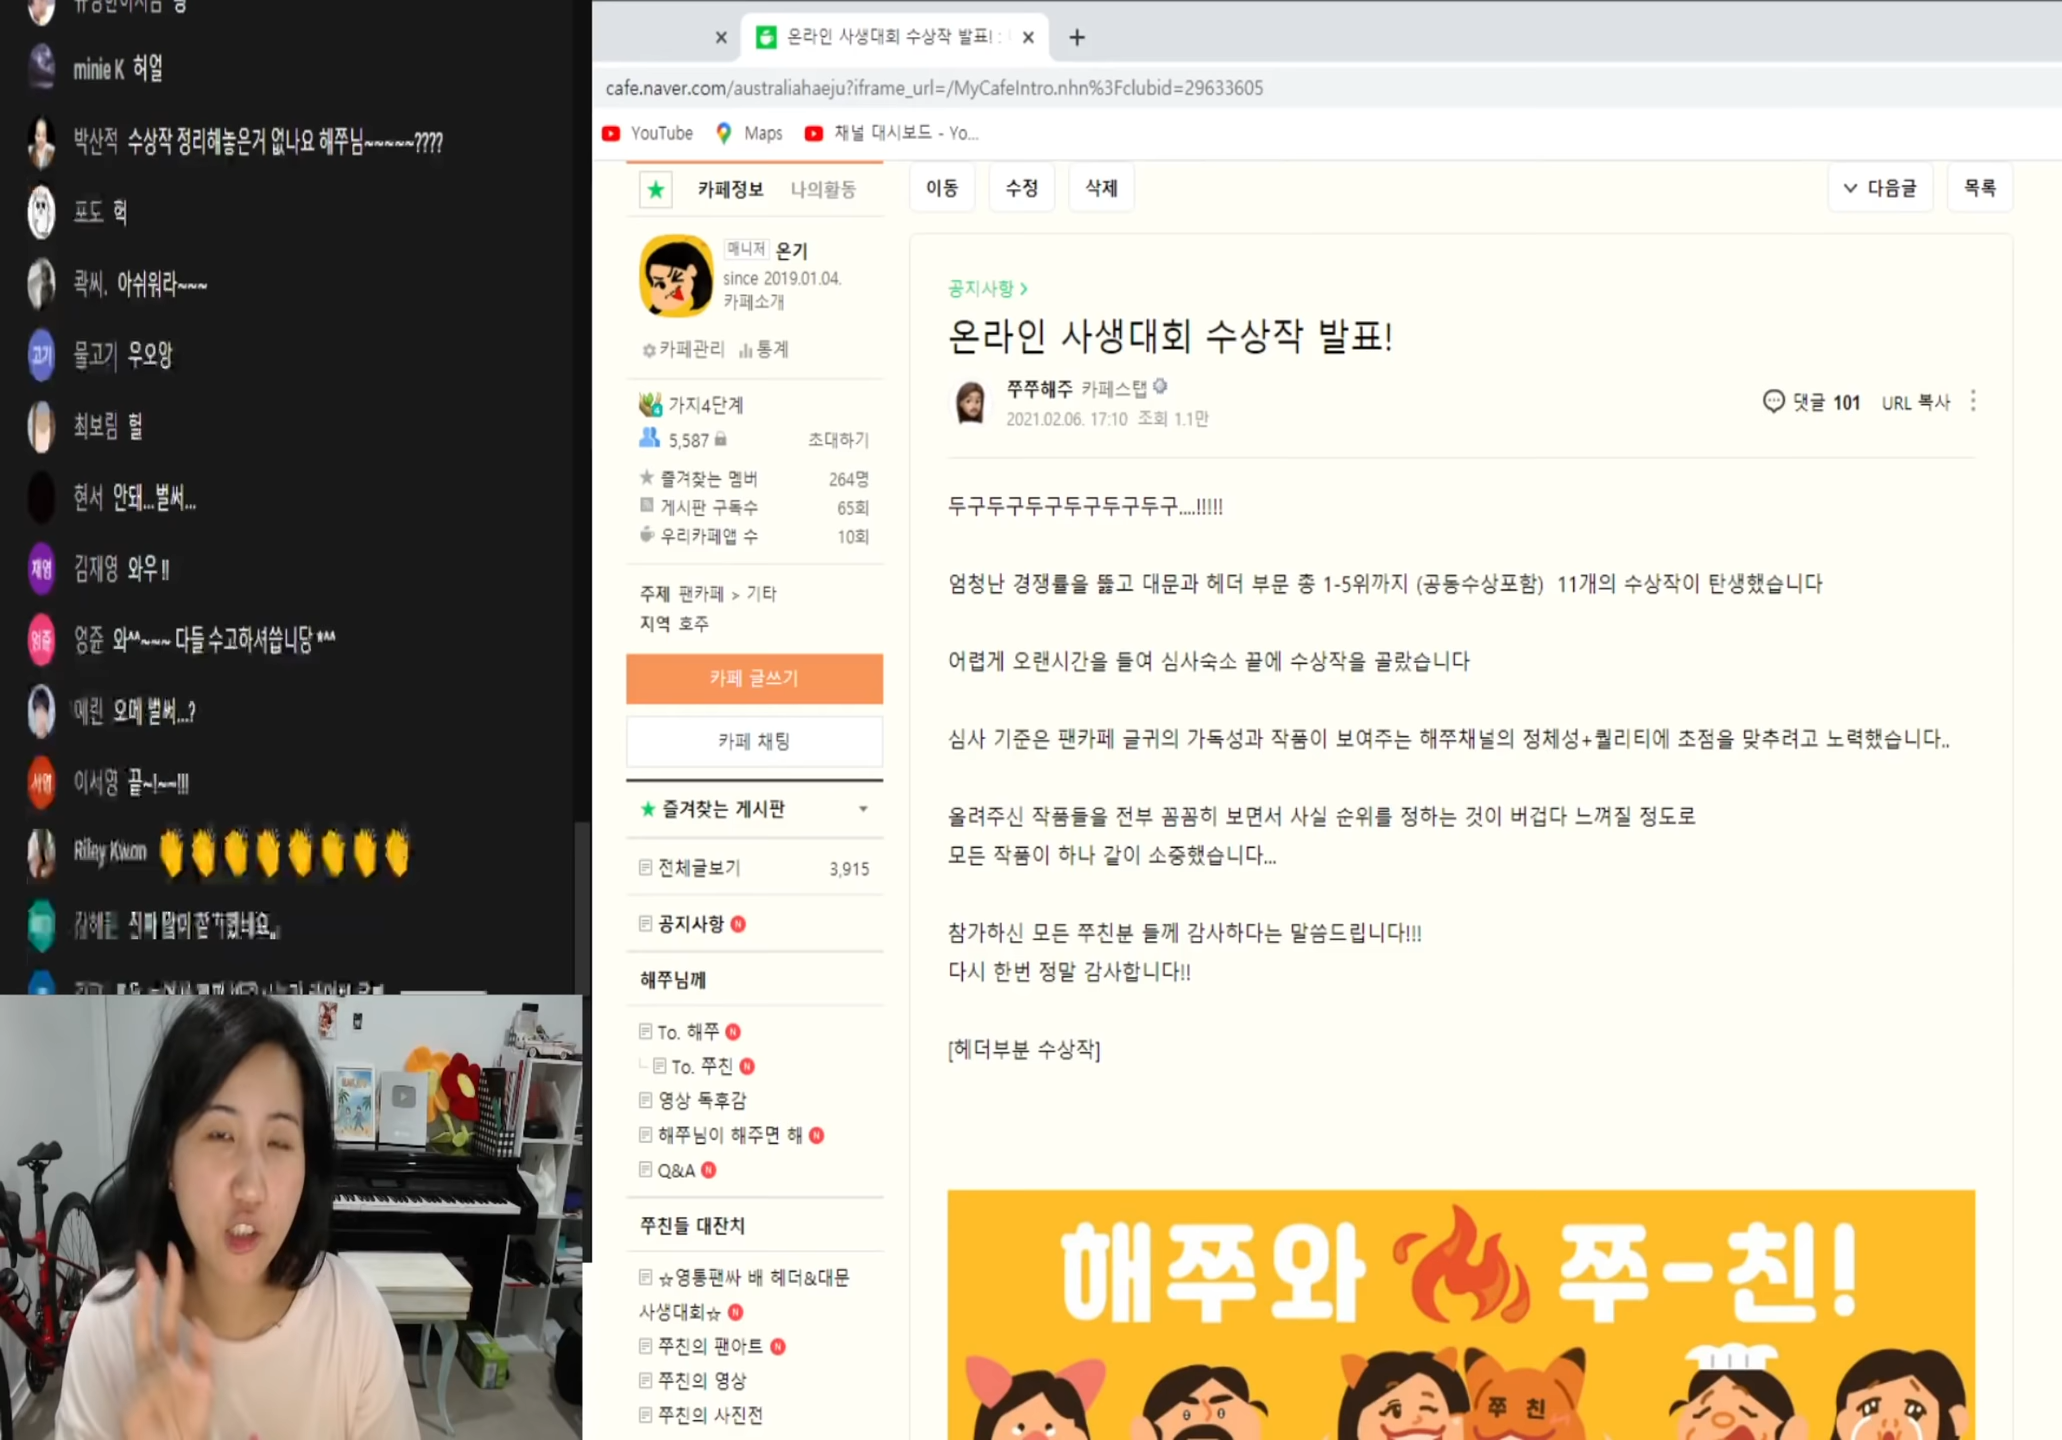 minie K 허얼
박산적 수상작 정리해놓은거 없나요 해쭈님~~~~~????
포도 헉
콱씨. 아쉬워라~~~
고기
물고기 우오앙
최보림 헐
현서 안돼...벌써...
재영
김재영 와우!!
엉쥰
엉쥰 와^^~~~ 다들 수고하셔씁니당*^^
예린 오메 벌써...?
서영
이서영 끝~!~~!!!
Riley Kwon 👏👏👏👏👏👏👏👏
온라인 사생대회 수상작 발표! :
cafe.naver.com/australiahaeju?iframe_url=/MyCafeIntro.nhn%3Fclubid=29633605
YouTube
Maps
채널 대시보드 - Yo...
카페정보 나의활동
매니저 온기
since 2019.01.04.
카페소개
카페관리 통계
가지4단계
5,587 초대하기
즐겨찾는 멤버 264명
게시판 구독수 65회
우리카페앱 수 10회
주제 팬카페 > 기타
지역 호주
카페 글쓰기
카페 채팅
★ 즐겨찾는 게시판
전체글보기 3,915
공지사항 N
해쭈님께
To. 해쭈 N
To. 쭈친 N
영상 독후감
해쭈님이 해주면 해 N
Q&A N
쭈친들 대잔치
☆영통팬싸 배 헤더&대문
사생대회☆ N
쭈친의 팬아트 N
쭈친의 영상
쭈친의 사진전
이동 수정 삭제
다음글 목록
공지사항 >
온라인 사생대회 수상작 발표!
쭈쭈해주 카페스탭
2021.02.06. 17:10 조회 1.1만
댓글 101 URL 복사
두구두구두구두구두구두구....!!!!!
엄청난 경쟁률을 뚫고 대문과 헤더 부문 총 1-5위까지 (공동수상포함) 11개의 수상작이 탄생했습니다
어렵게 오랜시간을 들여 심사숙소 끝에 수상작을 골랐습니다
심사 기준은 팬카페 글귀의 가독성과 작품이 보여주는 해쭈채널의 정체성+퀄리티에 초점을 맞추려고 노력했습니다..
올려주신 작품들을 전부 꼼꼼히 보면서 사실 순위를 정하는 것이 버겁다 느껴질 정도로
모든 작품이 하나 같이 소중했습니다...
참가하신 모든 쭈친분 들께 감사하다는 말씀드립니다!!!
다시 한번 정말 감사합니다!!
[헤더부분 수상작]
해쭈와 쭈-친!
쭈 친